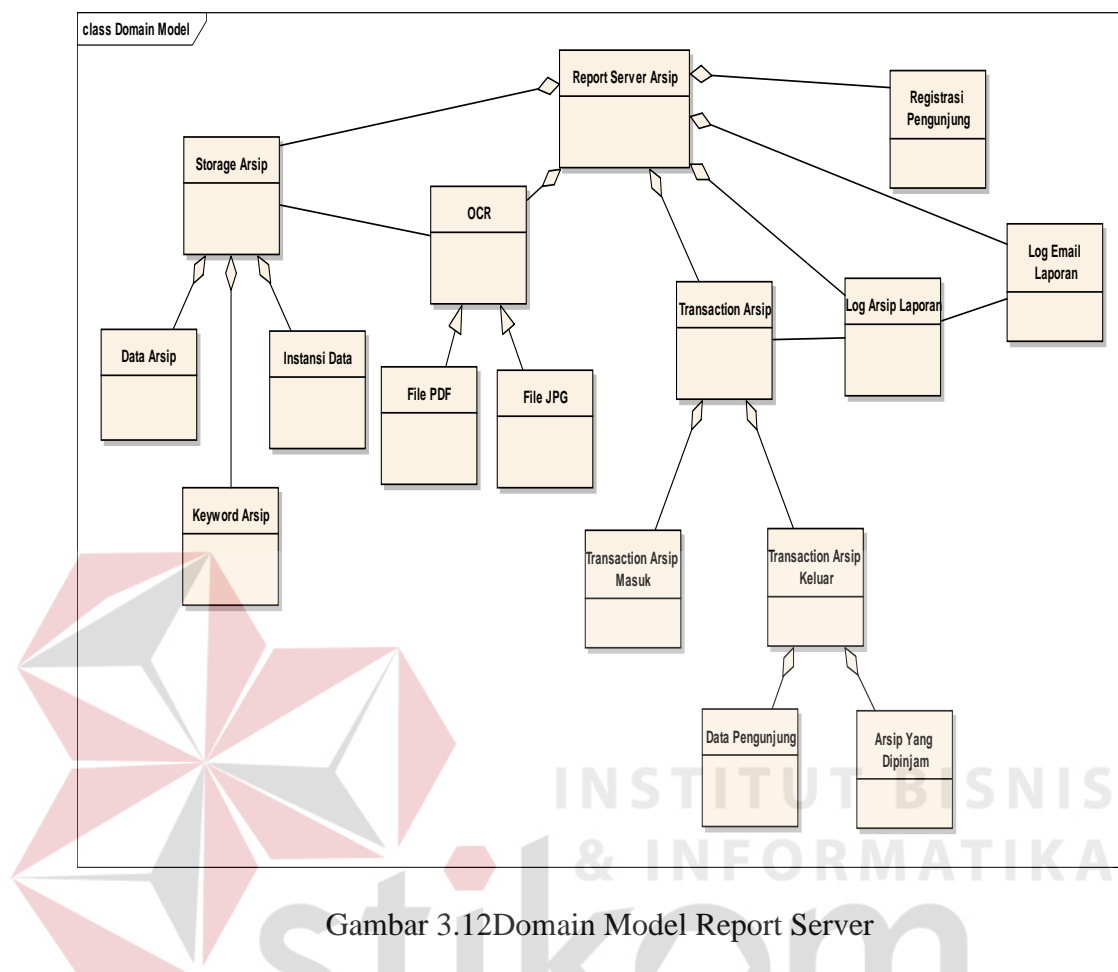 class Domain Model
Report Server Arsip
Registrasi
Pengunjung
Storage Arsip
OCR
Log Email
Laporan
Transaction Arsip
Log Arsip Laporan
Data Arsip
Instansi Data
File PDF
File JPG
Keyword Arsip
Transaction Arsip
Masuk
Transaction Arsip
Keluar
Data Pengunjung
Arsip Yang
Dipinjam
INSTITUT BISNIS
& INFORMATIKA
stikom
Gambar 3.12Domain Model Report Server